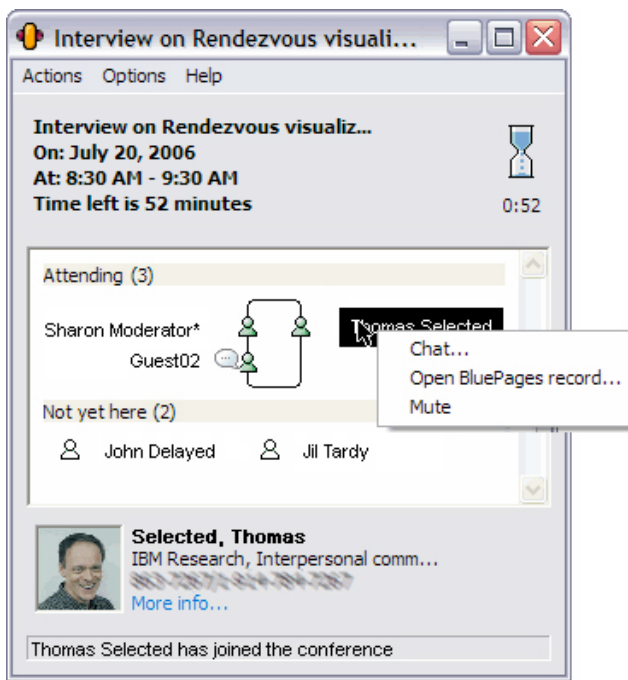 Interview on Rendezvous visuali...
Actions Options Help
Interview on Rendezvous visualiz...
On: July 20, 2006
At: 8:30 AM - 9:30 AM
Time left is 52 minutes
0:52
Attending (3)
Sharon Moderator*
Thomas Selected
Guest02
Chat...
Open BluePages record...
Mute
Not yet here (2)
John Delayed Jil Tardy
Selected, Thomas
IBM Research, Interpersonal comm...
More info...
Thomas Selected has joined the conference